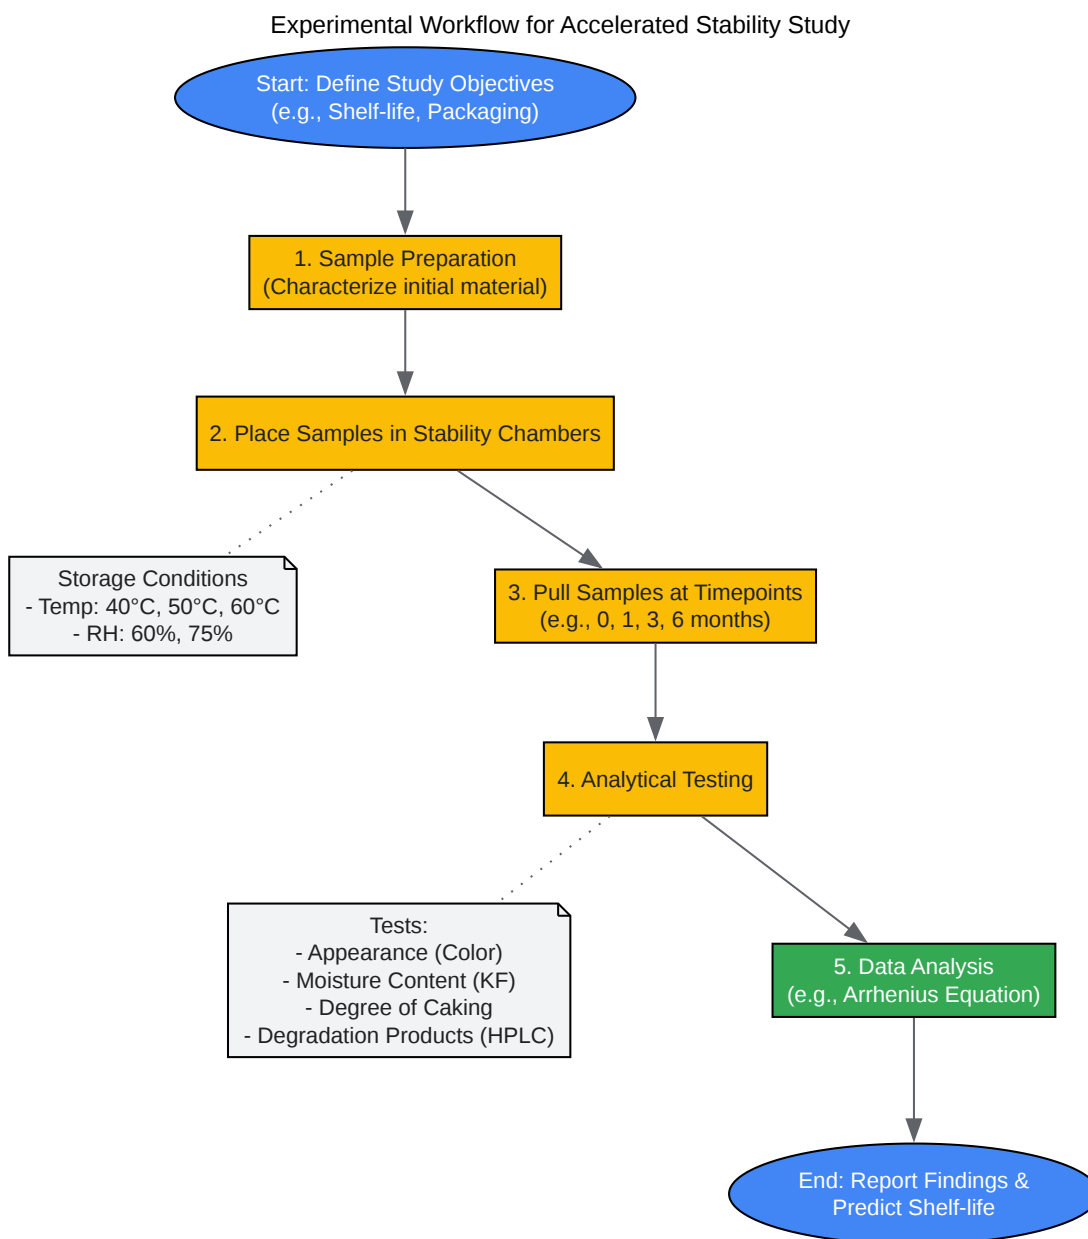 Experimental Workflow for Accelerated Stability Study
Start: Define Study Objectives
(e.g., Shelf-life, Packaging)
1. Sample Preparation
(Characterize initial material)
2. Place Samples in Stability Chambers
Storage Conditions
- Temp: 40°C, 50°C, 60°C
- RH: 60%, 75%
3. Pull Samples at Timepoints
(e.g., 0, 1, 3, 6 months)
4. Analytical Testing
Tests:
- Appearance (Color)
- Moisture Content (KF)
- Degree of Caking
- Degradation Products (HPLC)
5. Data Analysis
(e.g., Arrhenius Equation)
End: Report Findings &
Predict Shelf-life